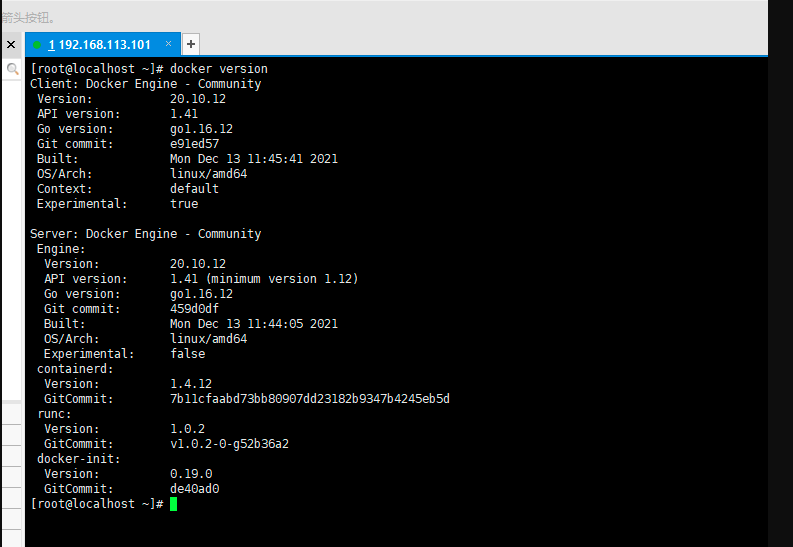 箭头按钮。
1 192.168.113.101
[root@localhost ~]# docker version
Client: Docker Engine - Community
Version: 20.10.12
API version: 1.41
Go version: go1.16.12
Git commit: e91ed57
Built: Mon Dec 13 11:45:41 2021
OS/Arch: linux/amd64
Context: default
Experimental: true
Server: Docker Engine - Community
Engine:
Version: 20.10.12
API version: 1.41 (minimum version 1.12)
Go version: go1.16.12
Git commit: 459d0df
Built: Mon Dec 13 11:44:05 2021
OS/Arch: linux/amd64
Experimental: false
containerd:
Version: 1.4.12
GitCommit: 7b11cfaabd73bb80907dd23182b9347b4245eb5d
runc:
Version: 1.0.2
GitCommit: v1.0.2-0-g52b36a2
docker-init:
Version: 0.19.0
GitCommit: de40ad0
[root@localhost ~]#